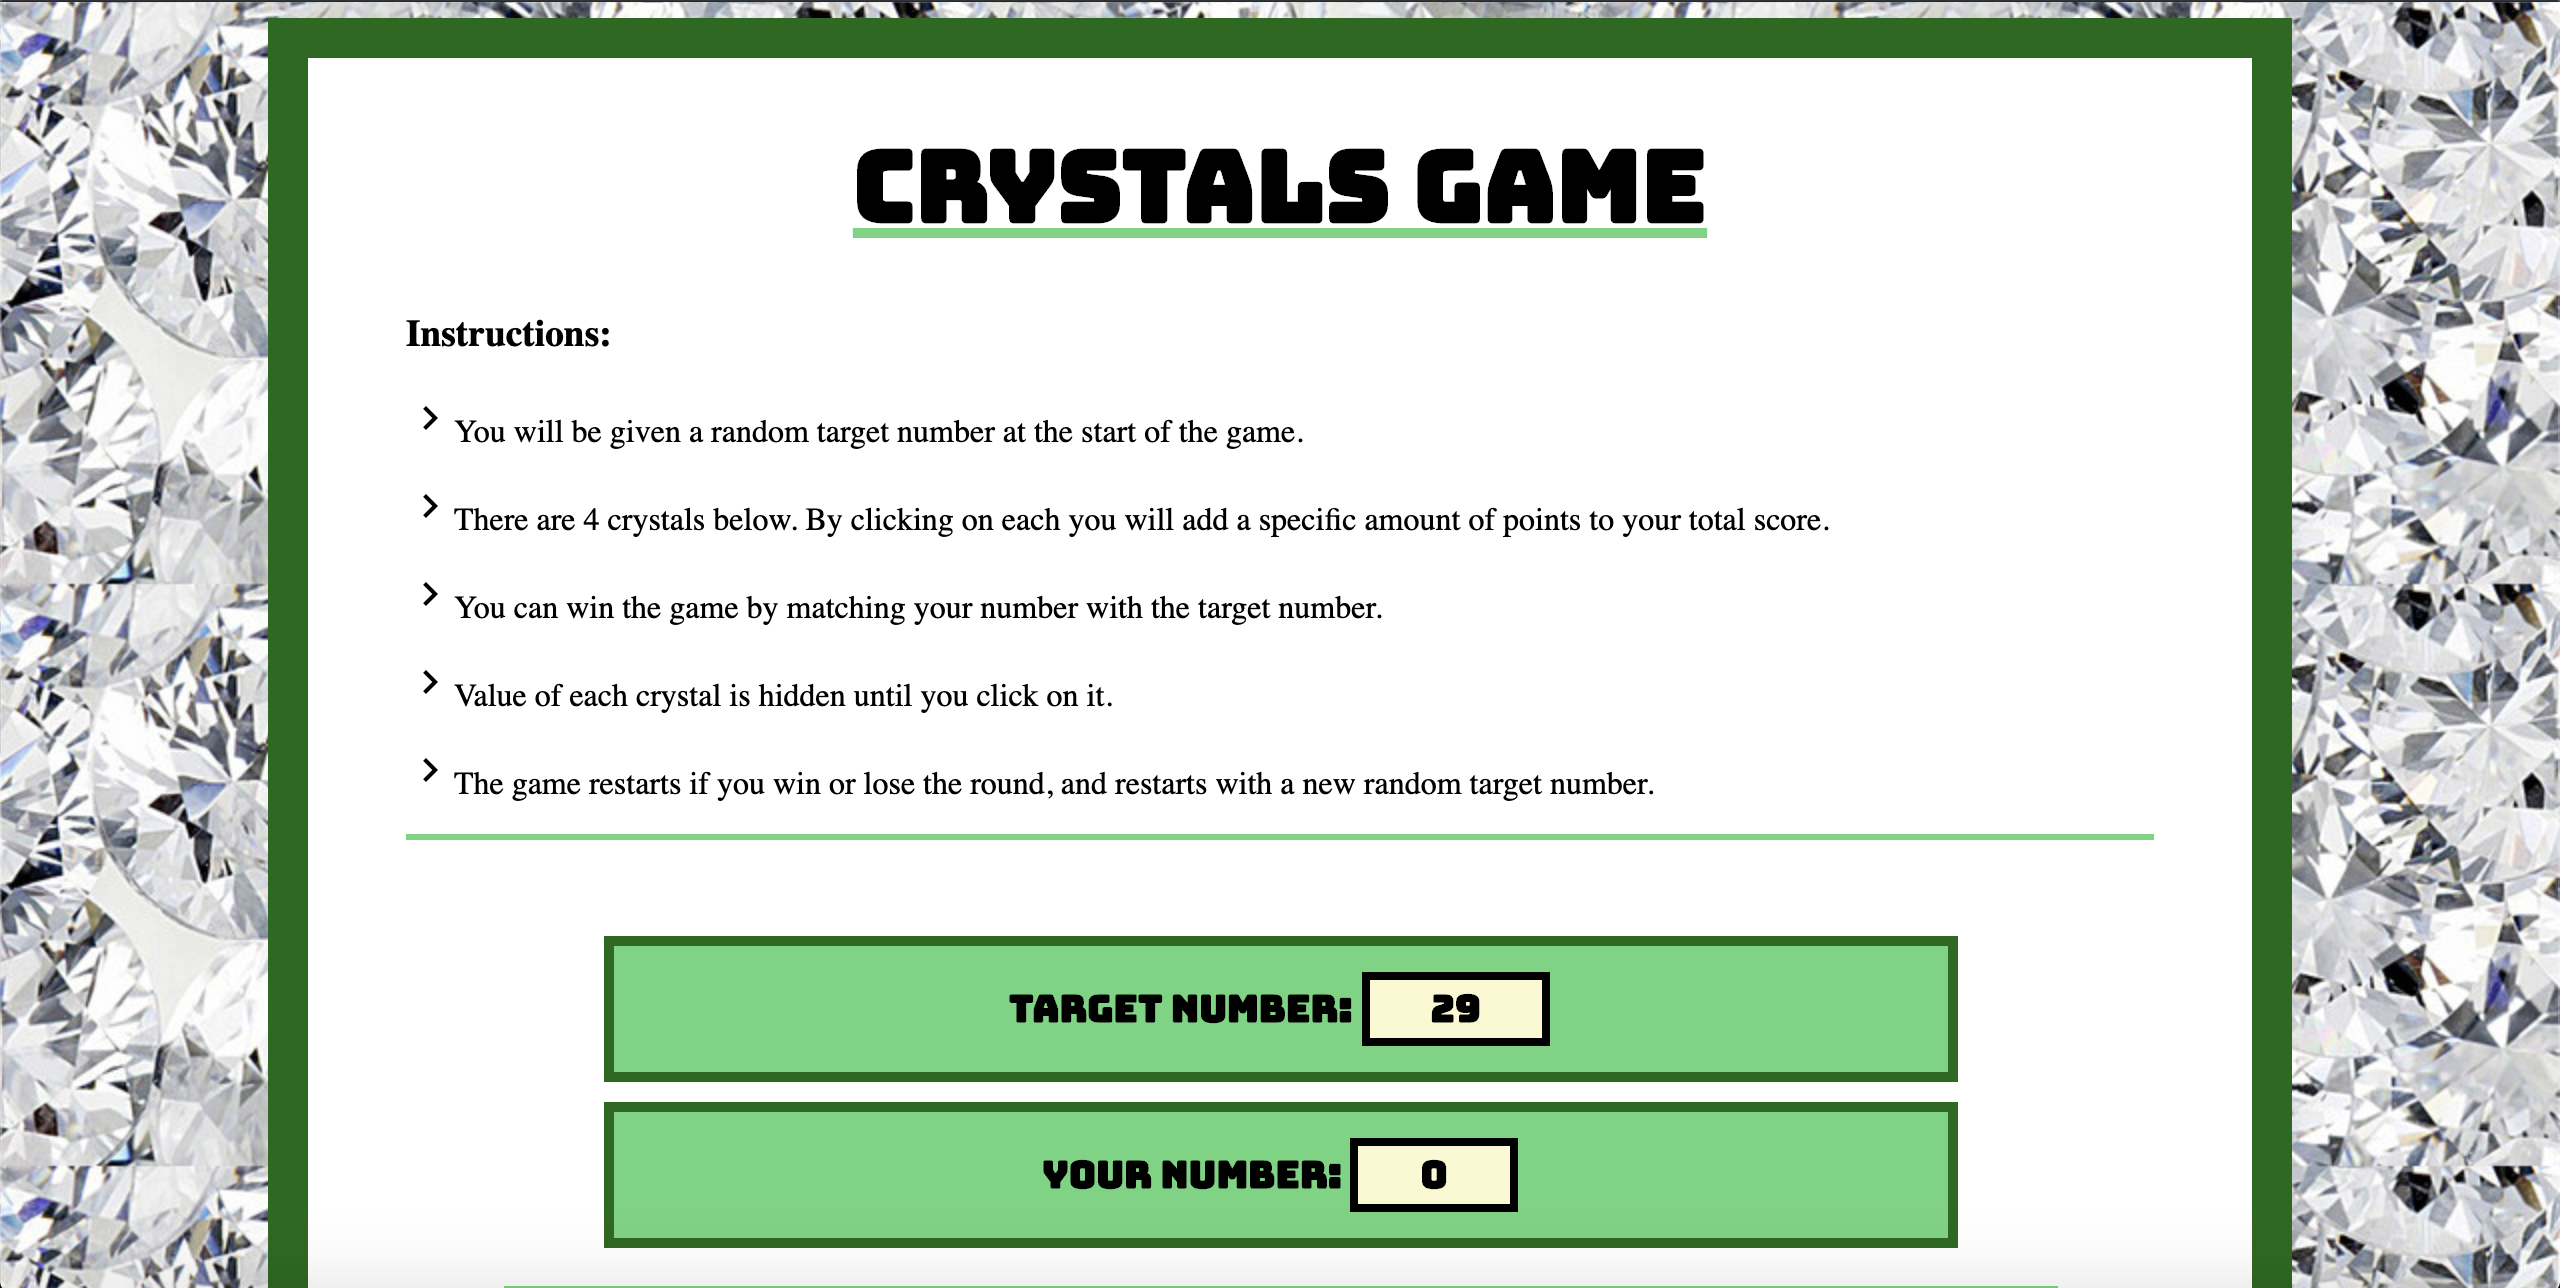 CRYSTALS GAME
Instructions:
You will be given a random target number at the start of the game.
There are 4 crystals below. By clicking on each you will add a specific amount of points to your total score.
You can win the game by matching your number with the target number.
Value of each crystal is hidden until you click on it.
The game restarts if you win or lose the round, and restarts with a new random target number.
TARGET NUMBER: 29
YOUR NUMBER: 0